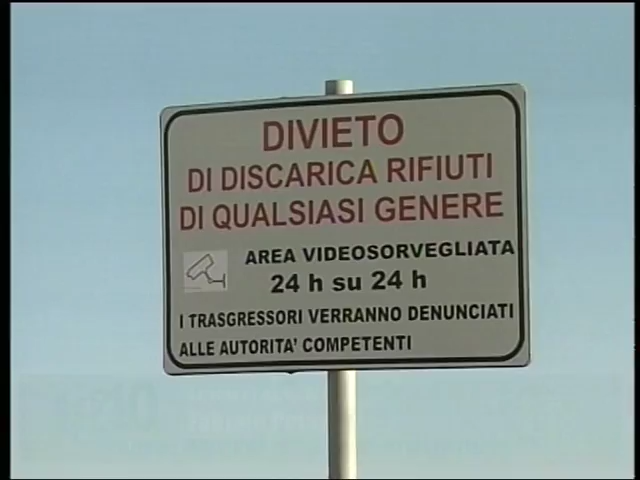 DIVIETO
DI DISCARICA RIFIUTI
DI QUALSIASI GENERE
AREA VIDEOSORVEGLIATA
24 h su 24 h
I TRASGRESSORI VERRANNO DENUNCIATI
ALLE AUTORITA' COMPETENTI